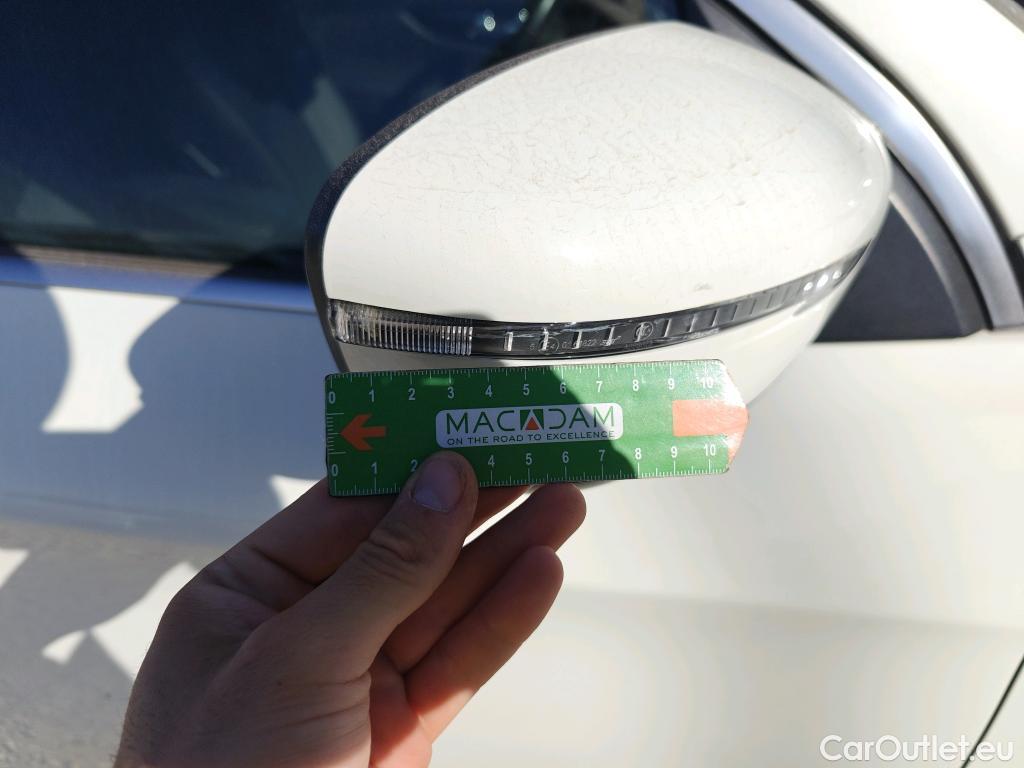 0 1 2 3 4 5 6 7 8 9 10
MACADAM
ON THE ROAD TO EXCELLENCE
0 1 2 4 5 6 7 8 9 10
CarOutlet.eu